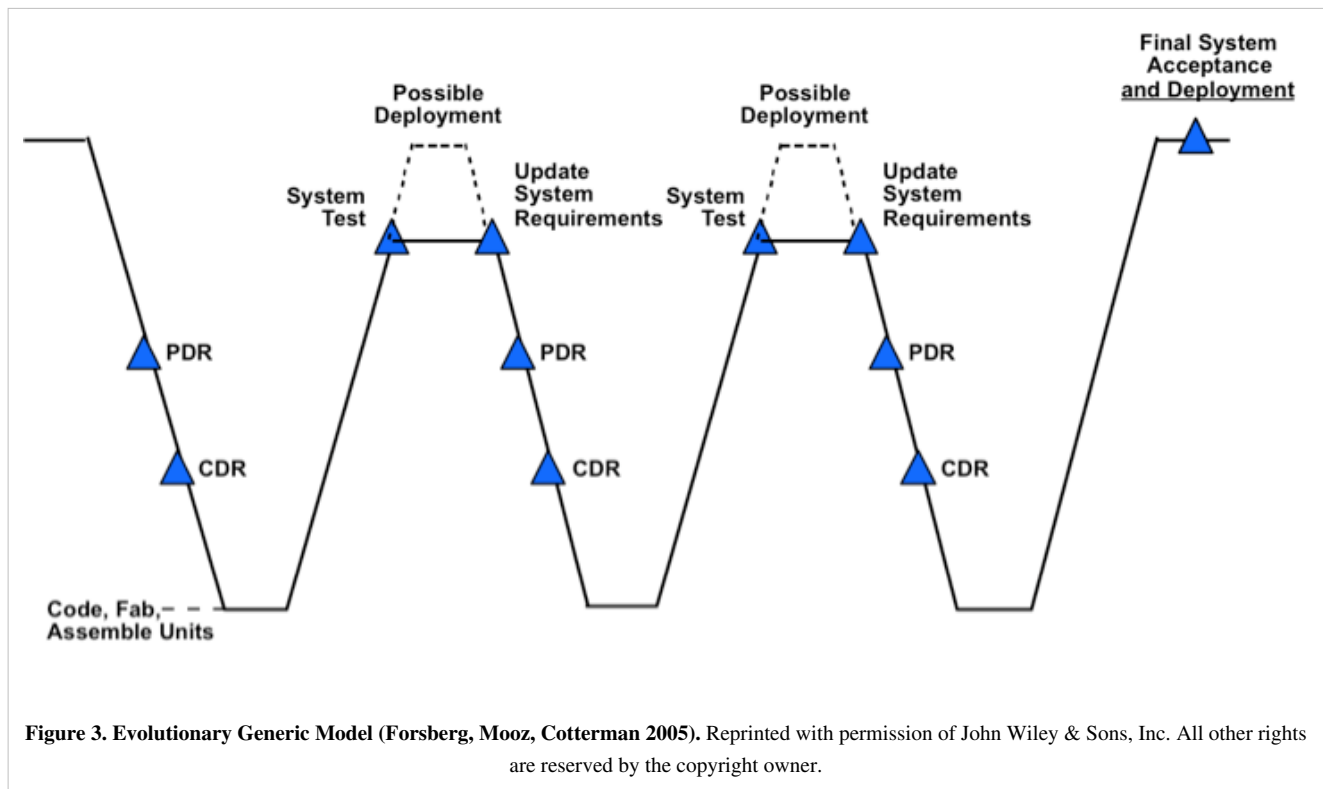 Final System
Acceptance
and Deployment
Possible
Deployment
Possible
Deployment
System
Test
Update
System
Requirements
System
Test
Update
System
Requirements
PDR
PDR
PDR
CDR
CDR
CDR
Code, Fab,
Assemble Units
Figure 3. Evolutionary Generic Model (Forsberg, Mooz, Cotterman 2005). Reprinted with permission of John Wiley & Sons, Inc. All other rights
are reserved by the copyright owner.